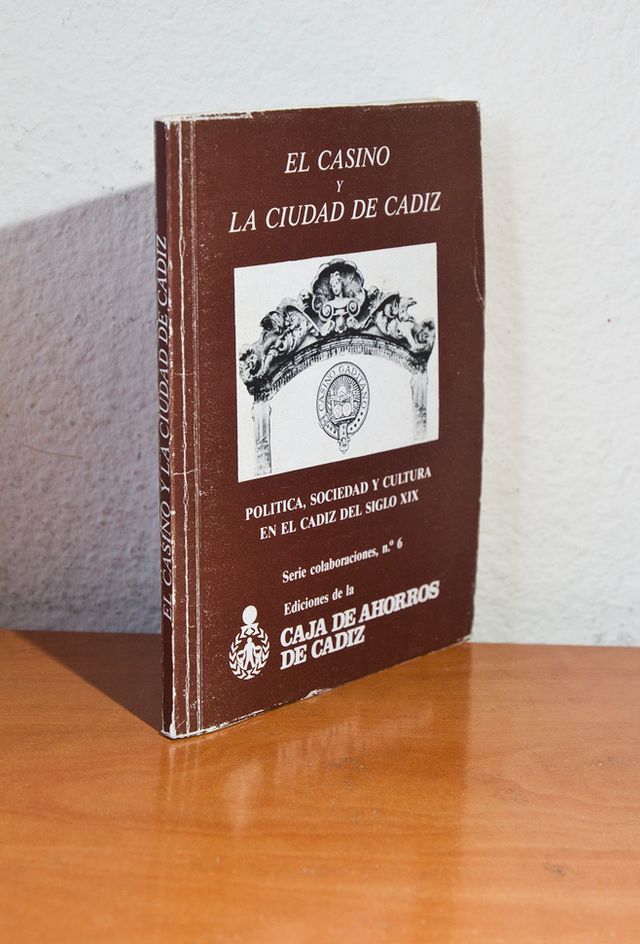 EL CASINO
Y
LA CIUDAD DE CADIZ
EL CASINO GADITANO
POLITICA, SOCIEDAD Y CULTURA
EN EL CADIZ DEL SIGLO XIX
Serie colaboraciones, n.º 6
Ediciones de la
CAJA DE AHORROS
DE CADIZ
EL CASINO Y LA CIUDAD DE CADIZ